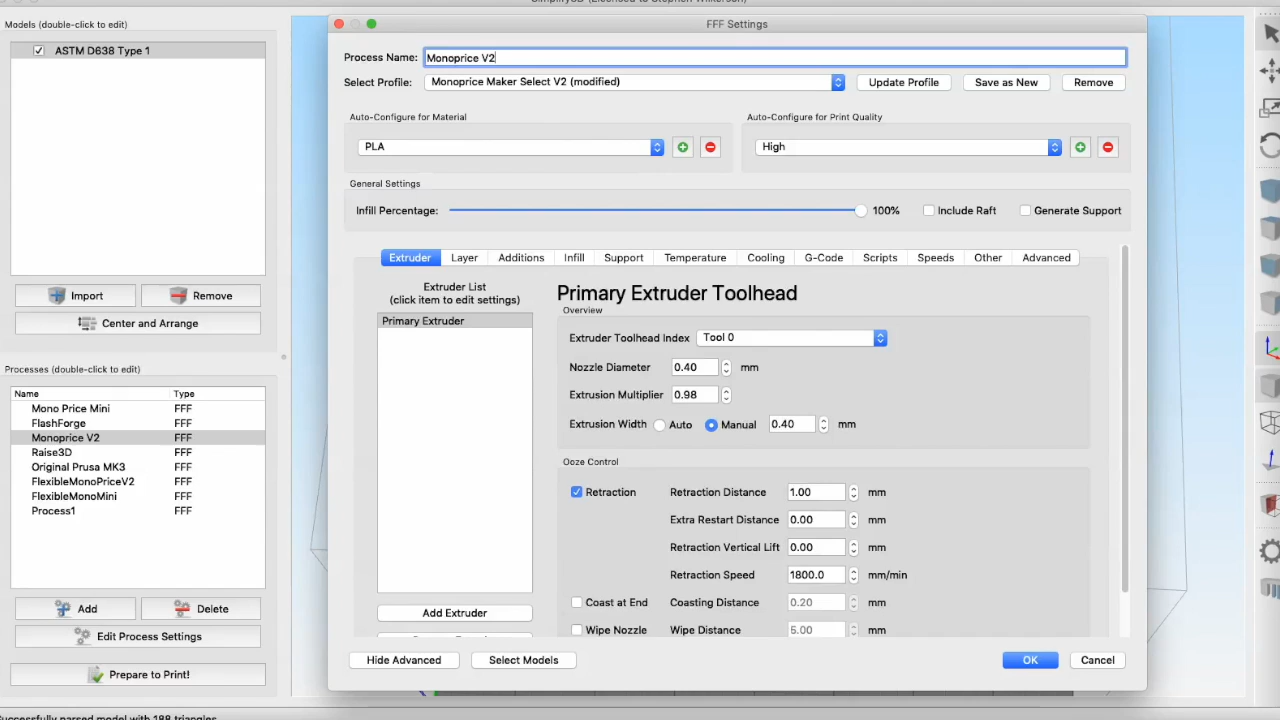 FFF Settings
Models (double-click to edit)
ASTM D638 Type 1
Import
Remove
Center and Arrange
Processes (double-click to edit)
Name Type
Mono Price Mini FFF
FlashForge FFF
Monoprice V2 FFF
Raise3D FFF
Original Prusa MK3 FFF
FlexibleMonoPriceV2 FFF
FlexibleMonoMini FFF
Process1 FFF
Add
Delete
Edit Process Settings
Prepare to Print!
Successfully parsed model with 188 triangles
Process Name: Monoprice V2
Select Profile: Monoprice Maker Select V2 (modified) Update Profile Save as New Remove
Auto-Configure for Material
PLA
Auto-Configure for Print Quality
High
General Settings
Infill Percentage: 100% Include Raft Generate Support
Extruder Layer Additions Infill Support Temperature Cooling G-Code Scripts Speeds Other Advanced
Extruder List
(click item to edit settings)
Primary Extruder
Add Extruder
Primary Extruder Toolhead
Overview
Extruder Toolhead Index Tool 0
Nozzle Diameter 0.40 mm
Extrusion Multiplier 0.98
Extrusion Width Auto Manual 0.40 mm
Ooze Control
Retraction Retraction Distance 1.00 mm
Extra Restart Distance 0.00 mm
Retraction Vertical Lift 0.00 mm
Retraction Speed 1800.0 mm/min
Coast at End Coasting Distance 0.20 mm
Wipe Nozzle Wipe Distance 5.00 mm
Hide Advanced Select Models OK Cancel